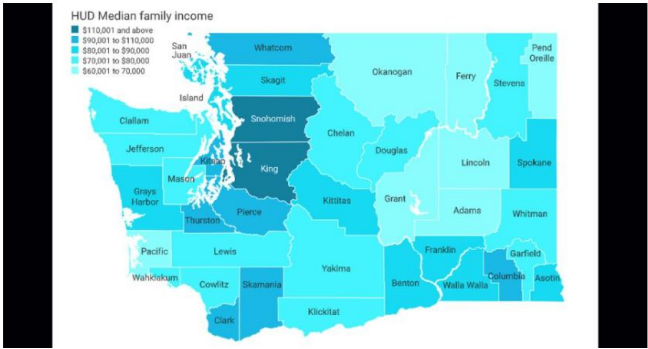 HUD Median family income
$110,001 and above
$90,001 to $110,000
$80,001 to $90,000
$70,001 to $80,000
$60,001 to 70,000
San
Juan
Whatcom
Okanogan
Ferry
Stevens
Pend
Oreille
Skagit
Island
Snohomish
Clallam
Chelan
Jefferson
Douglas
Kitsap
King
Lincoln
Spokane
Mason
Grays
Harbor
Grant
Kittitas
Adams
Pierce
Thurston
Whitman
Pacific
Lewis
Franklin
Garfield
Yakima
Wahkiakum
Cowlitz
Skamania
Benton
Walla Walla
Columbia
Asotin
Klickitat
Clark